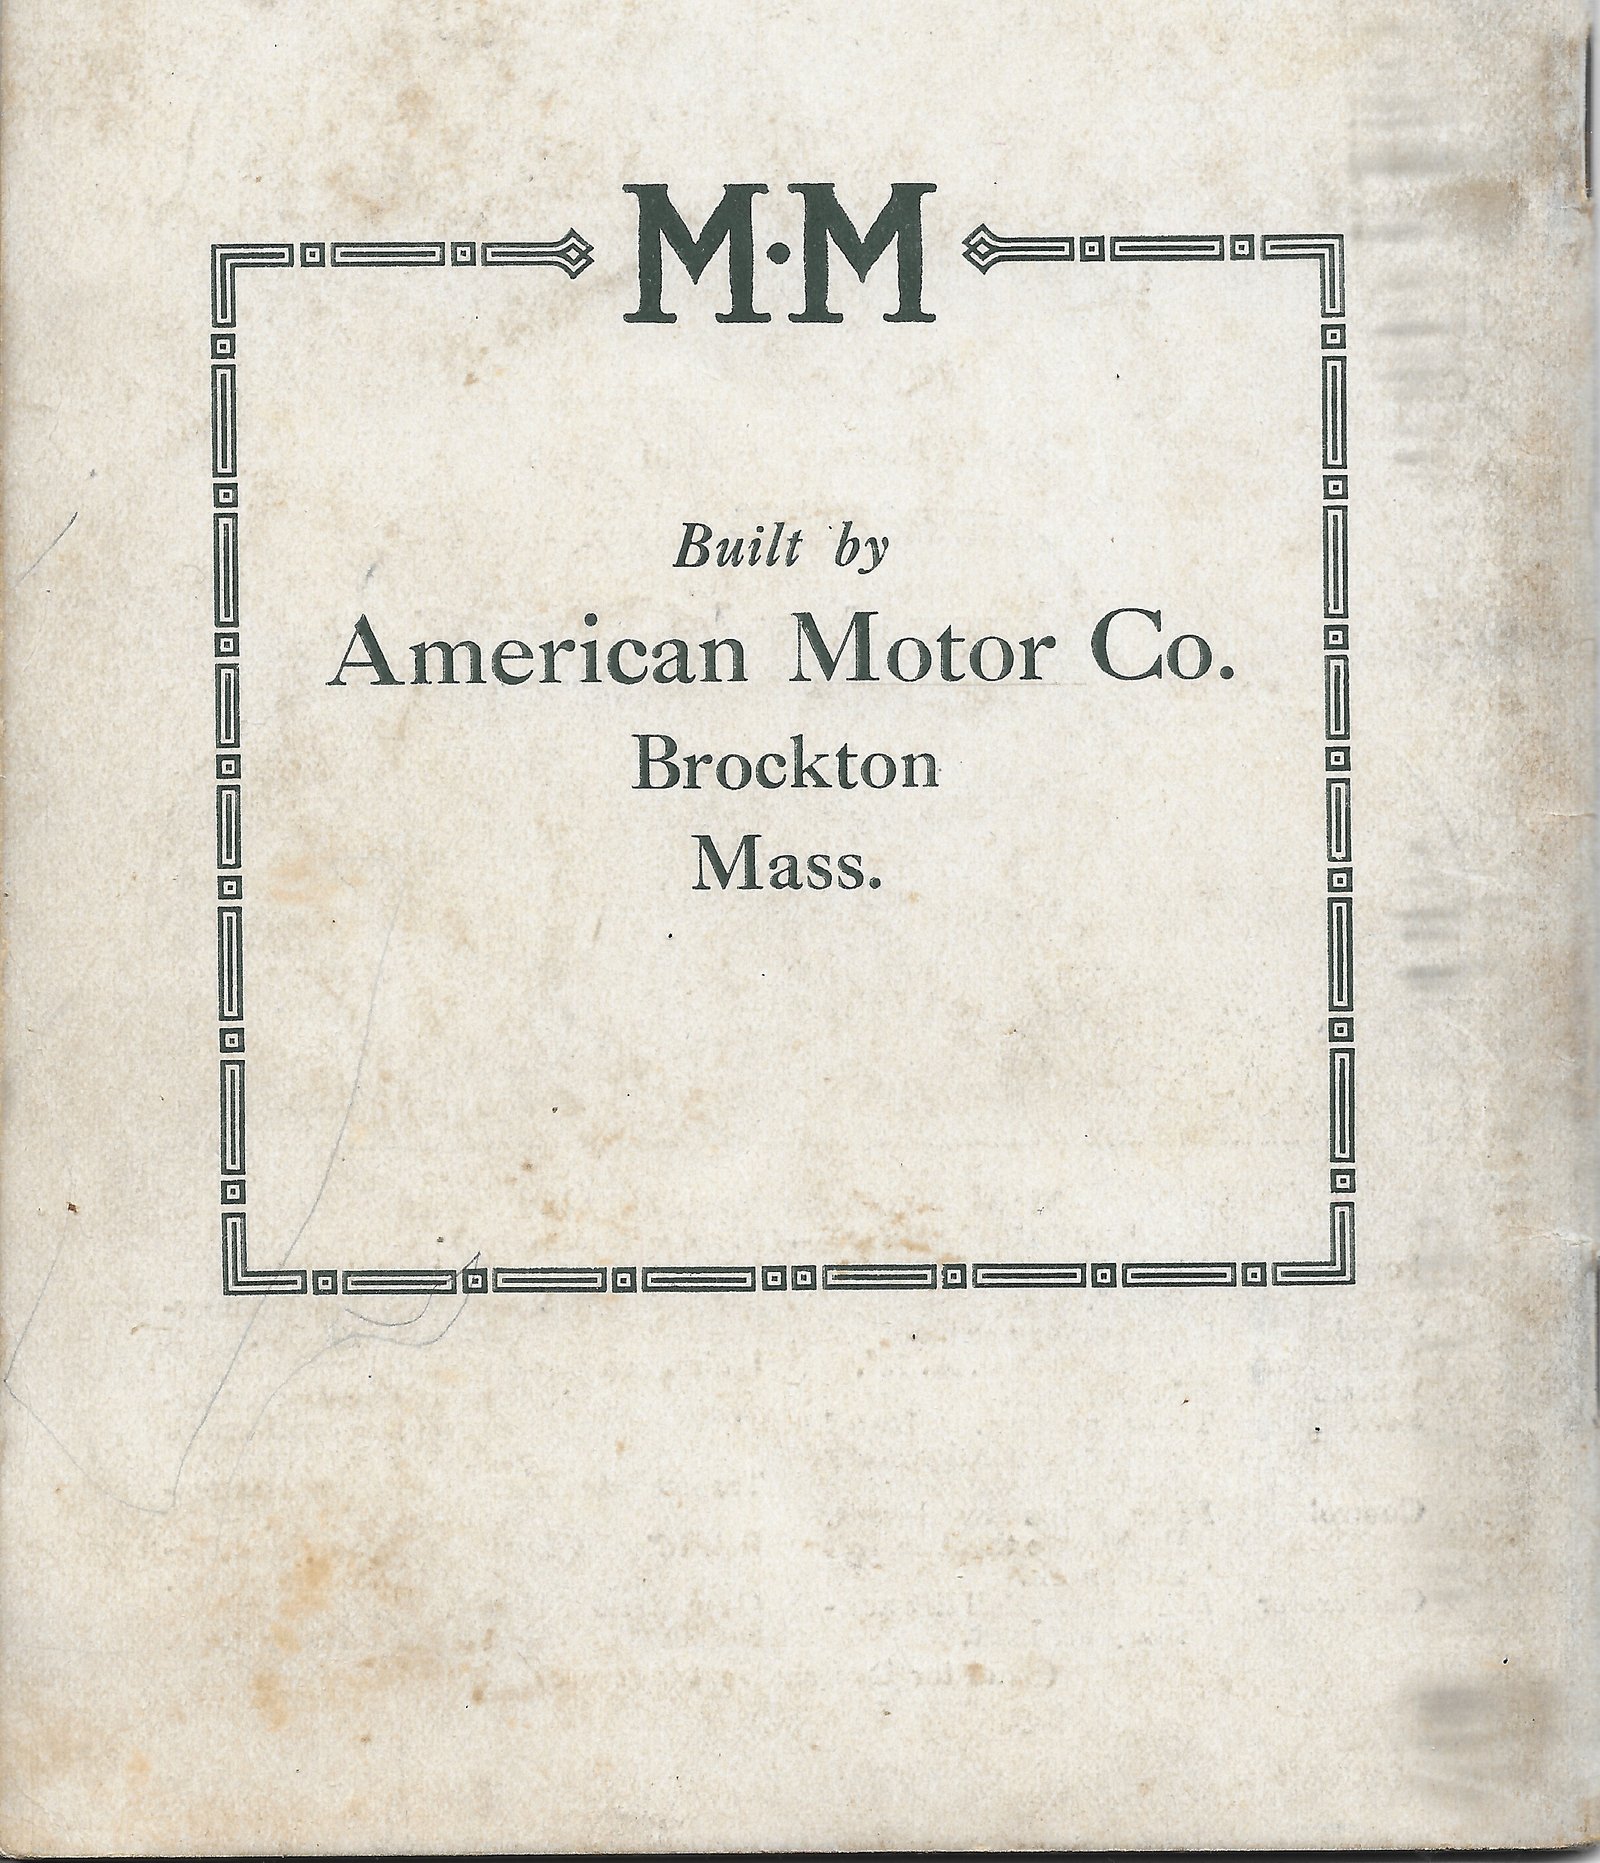 M·M
Built by
American Motor Co.
Brockton
Mass.